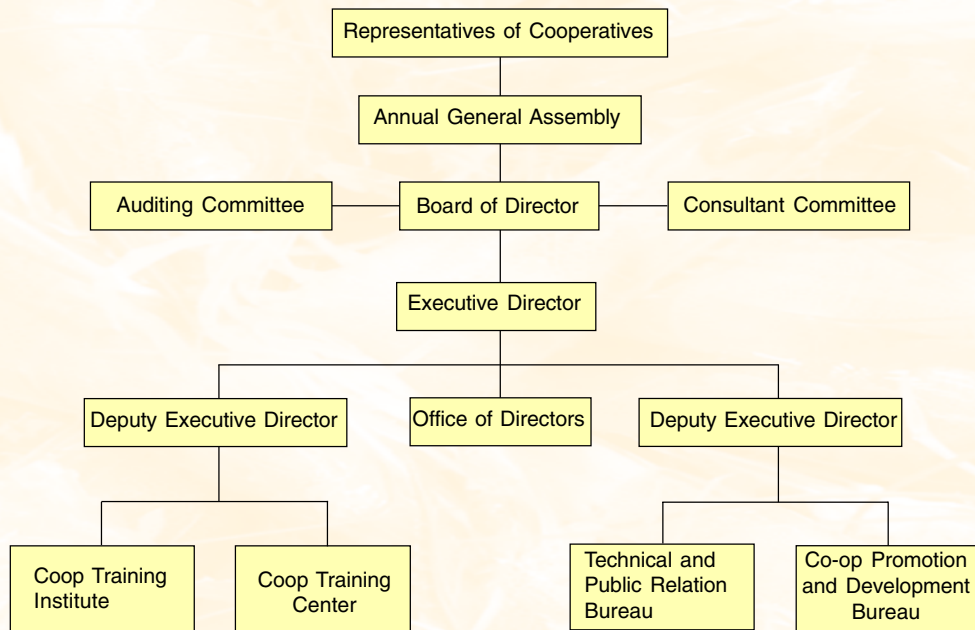 Representatives of Cooperatives
Annual General Assembly
Auditing Committee
Board of Director
Consultant Committee
Executive Director
Deputy Executive Director
Office of Directors
Deputy Executive Director
Coop Training
Institute
Coop Training
Center
Technical and
Public Relation
Bureau
Co-op Promotion
and Development
Bureau